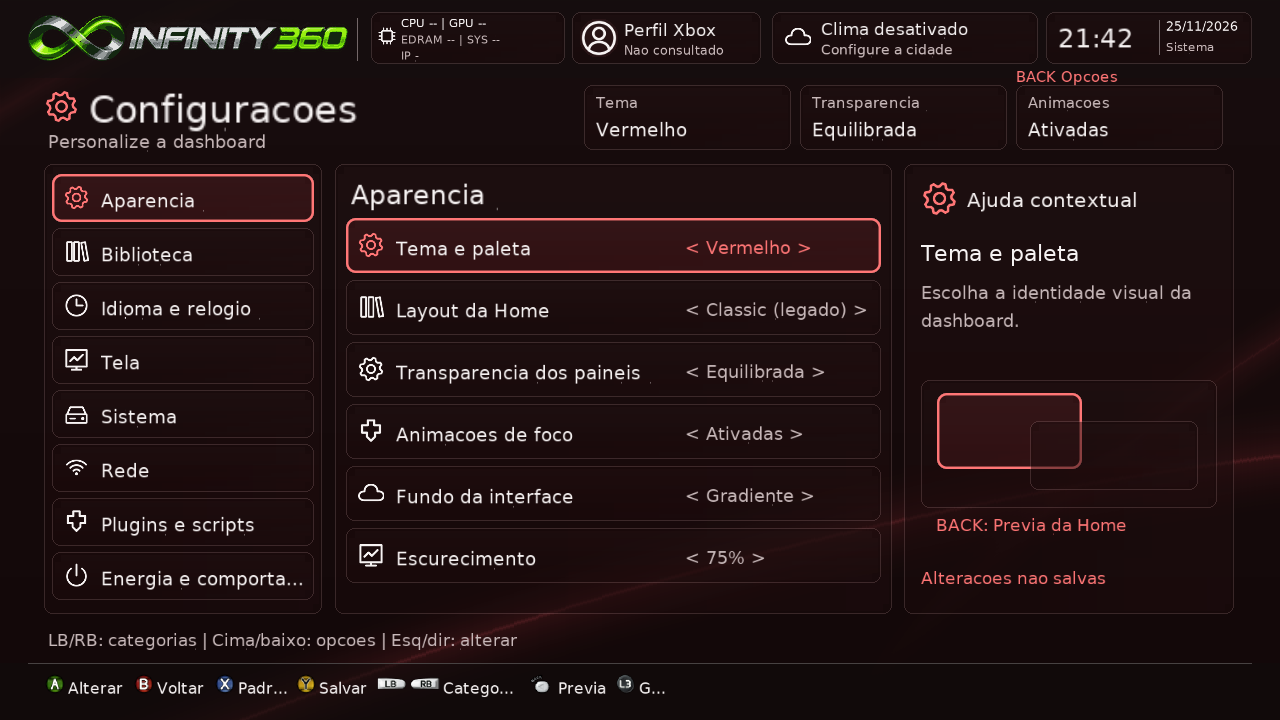 INFINITY 360
CPU -- | GPU --
EDRAM -- | SYS --
IP -
Perfil Xbox
Nao consultado
Clima desativado
Configure a cidade
21:42
25/11/2026
Sistema
BACK Opcoes
Configuracoes
Personalize a dashboard
Tema
Vermelho
Transparencia
Equilibrada
Animacoes
Ativadas
Aparencia
Biblioteca
Idioma e relogio
Tela
Sistema
Rede
Plugins e scripts
Energia e comporta...
Aparencia
Tema e paleta < Vermelho >
Layout da Home < Classic (legado) >
Transparencia dos paineis < Equilibrada >
Animacoes de foco < Ativadas >
Fundo da interface < Gradiente >
Escurecimento < 75% >
Ajuda contextual
Tema e paleta
Escolha a identidade visual da
dashboard.
BACK: Previa da Home
Alteracoes nao salvas
LB/RB: categorias | Cima/baixo: opcoes | Esq/dir: alterar
A Alterar B Voltar X Padr... Y Salvar LB RB Catego... Previa L3 G...